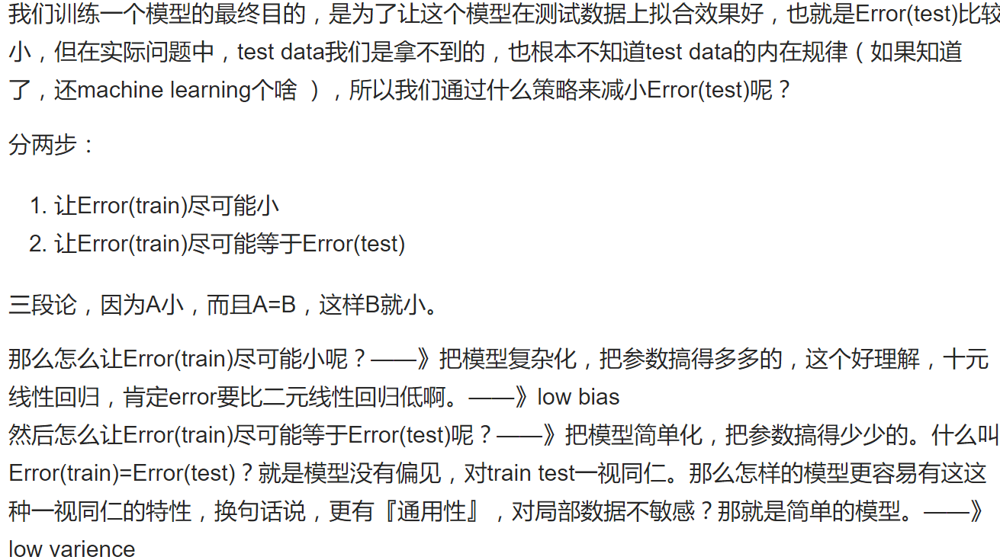 我们训练一个模型的最终目的，是为了让这个模型在测试数据上拟合效果好，也就是Error(test)比较
小，但在实际问题中，test data我们是拿不到的，也根本不知道test data的内在规律（如果知道
了，还machine learning个啥 ），所以我们通过什么策略来减小Error(test)呢？
分两步：
1. 让Error(train)尽可能小
2. 让Error(train)尽可能等于Error(test)
三段论，因为A小，而且A=B，这样B就小。
那么怎么让Error(train)尽可能小呢？——》把模型复杂化，把参数搞得多多的，这个好理解，十元
线性回归，肯定error要比二元线性回归低啊。——》low bias
然后怎么让Error(train)尽可能等于Error(test)呢？——》把模型简单化，把参数搞得少少的。什么叫
Error(train)=Error(test)？就是模型没有偏见，对train test一视同仁。那么怎样的模型更容易有这这
种一视同仁的特性，换句话说，更有『通用性』，对局部数据不敏感？那就是简单的模型。——》
low varience